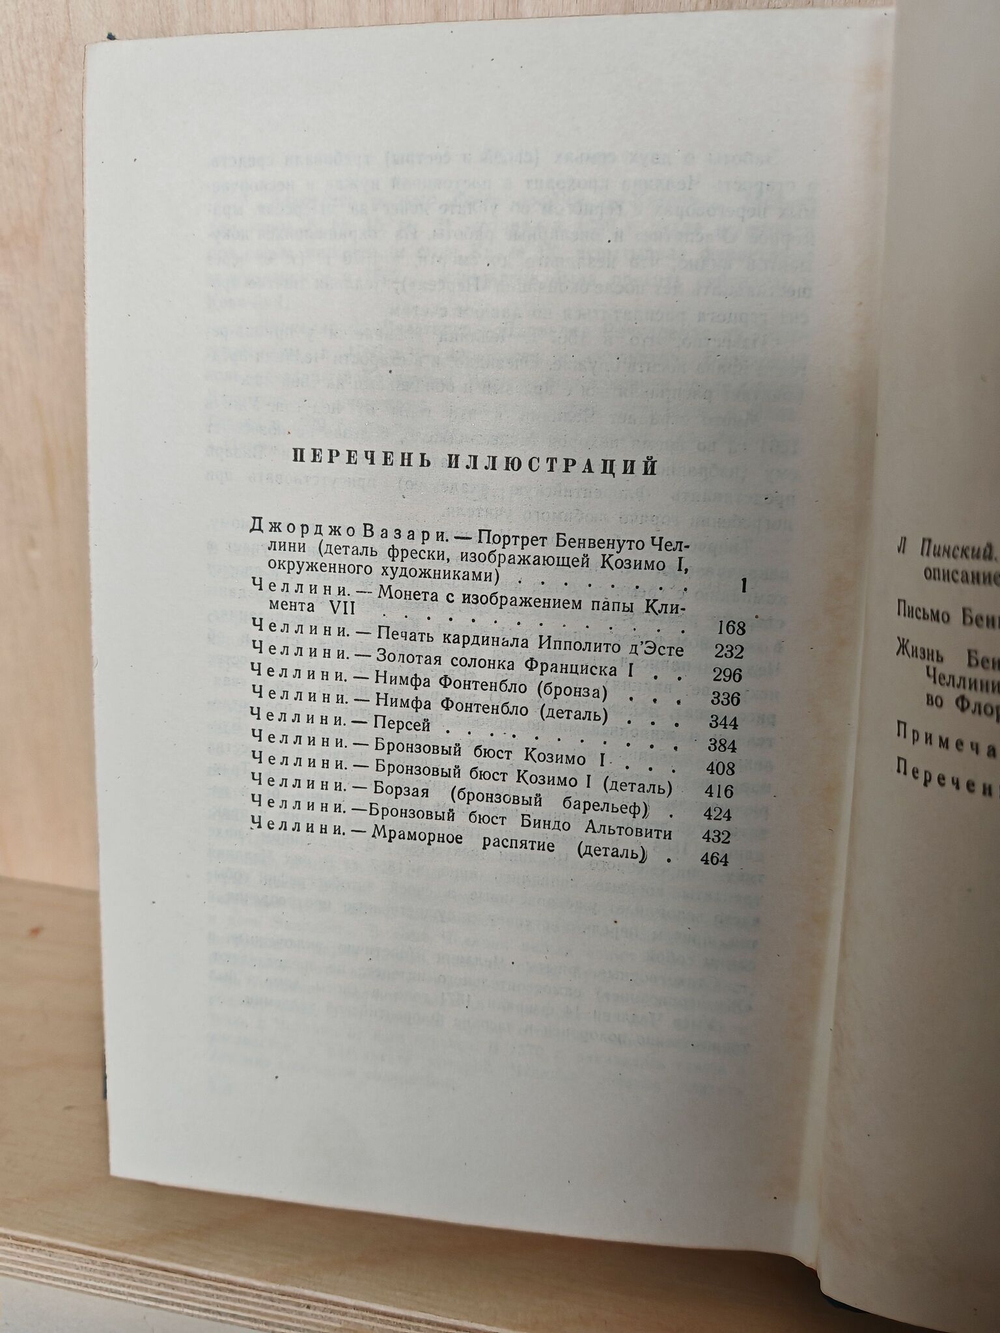 ПЕРЕЧЕНЬ ИЛЛЮСТРАЦИЙ
Джорджо Вазари. — Портрет Бенвенуто Чел-
лини (деталь фрески, изображающей Козимо I,
окруженного художниками) . . . . . . . . 1
Челлини. — Монета с изображением папы Кли-
мента VII . . . . . . . . . . . . . 168
Челлини. — Печать кардинала Ипполито д'Эсте 232
Челлини. — Золотая солонка Франциска I . . 296
Челлини. — Нимфа Фонтенбло (бронза) . . . 336
Челлини. — Нимфа Фонтенбло (деталь) . . . 344
Челлини. — Персей . . . . . . . . . . 384
Челлини. — Бронзовый бюст Козимо I . . . 408
Челлини. — Бронзовый бюст Козимо I (деталь) 416
Челлини. — Борзая (бронзовый барельеф) . 424
Челлини. —Бронзовый бюст Биндо Альтовити 432
Челлини. — Мраморное распятие (деталь) . 464
Л Пинский.
описание
Письмо Бен
Жизнь Бен
Челлини
во Флор
Примеча
Перечен